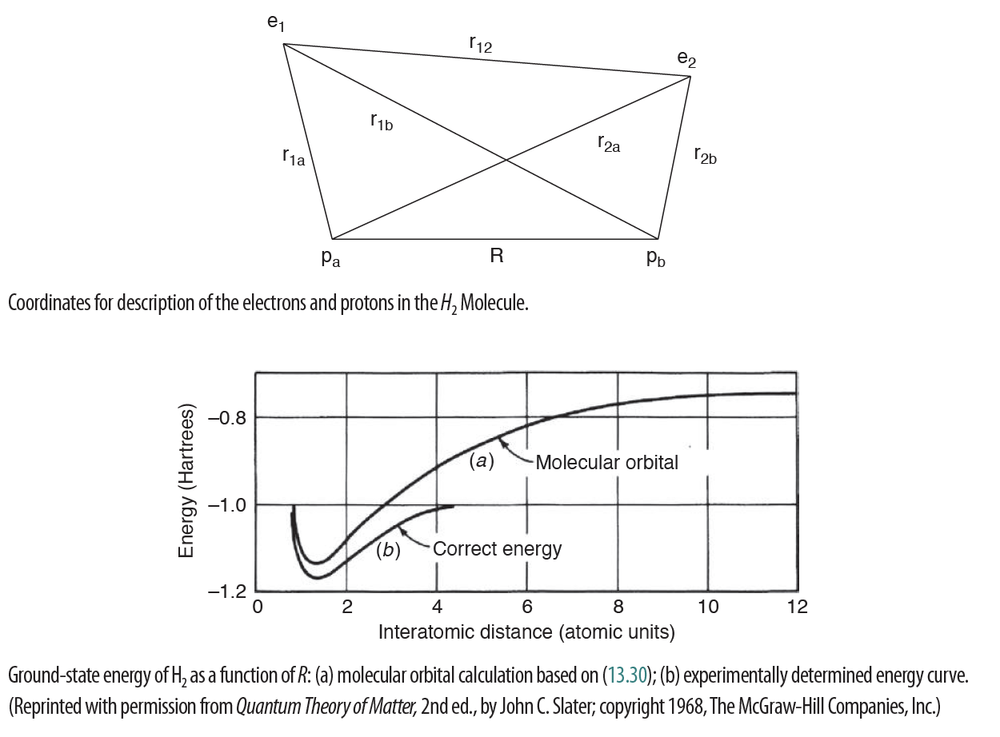 e₁
r₁₂
e₂
r₁b
r₂a
r₁a
r₂b
pₐ
R
p_b
Coordinates for description of the electrons and protons in the H₂ Molecule.
Energy (Hartrees)
–0.8
–1.0
–1.2
(a)
Molecular orbital
(b)
Correct energy
0 2 4 6 8 10 12
Interatomic distance (atomic units)
Ground-state energy of H₂ as a function of R: (a) molecular orbital calculation based on (13.30); (b) experimentally determined energy curve.
(Reprinted with permission from Quantum Theory of Matter, 2nd ed., by John C. Slater; copyright 1968, The McGraw-Hill Companies, Inc.)